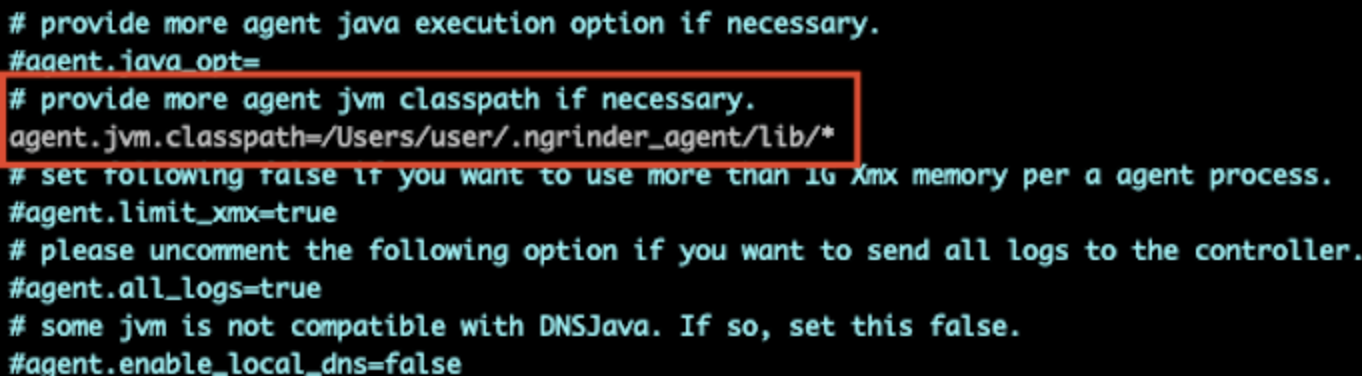 # provide more agent java execution option if necessary.
#agent.java_opt=
# provide more agent jvm classpath if necessary.
agent.jvm.classpath=/Users/user/.ngrinder_agent/lib/*
# set following false if you want to use more than 1G Xmx memory per a agent process.
#agent.limit_xmx=true
# please uncomment the following option if you want to send all logs to the controller.
#agent.all_logs=true
# some jvm is not compatible with DNSJava. If so, set this false.
#agent.enable_local_dns=false